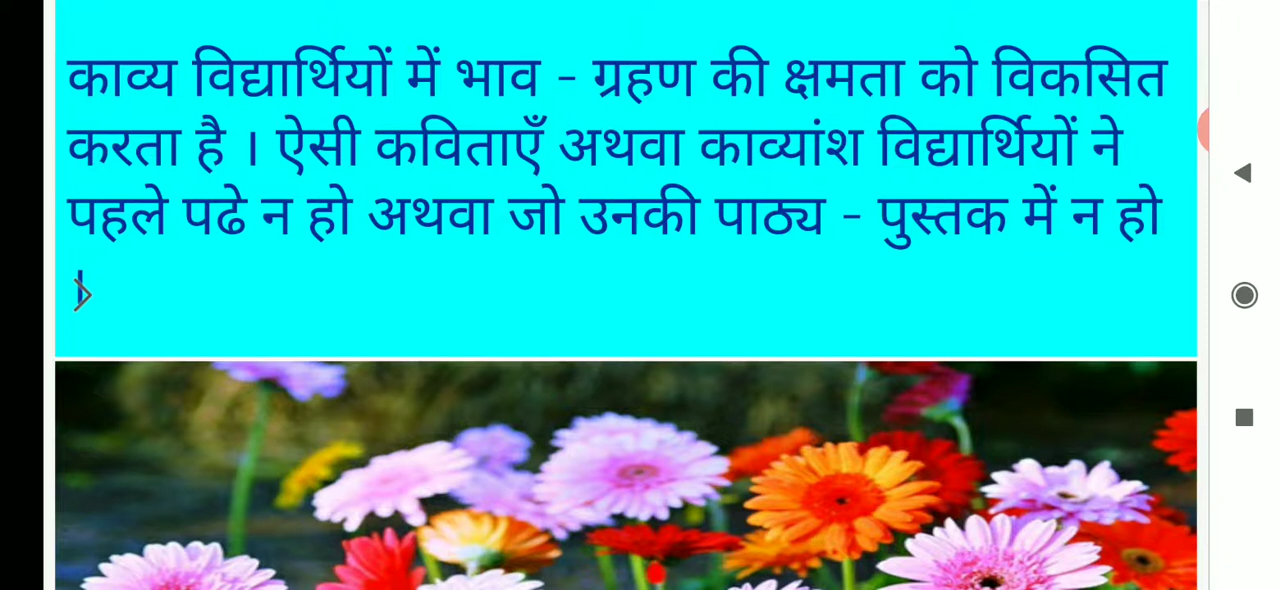 काव्य विद्यार्थियों में भाव - ग्रहण की क्षमता को विकसित
करता है । ऐसी कविताएँ अथवा काव्यांश विद्यार्थियों ने
पहले पढे न हो अथवा जो उनकी पाठ्य - पुस्तक में न हो
।